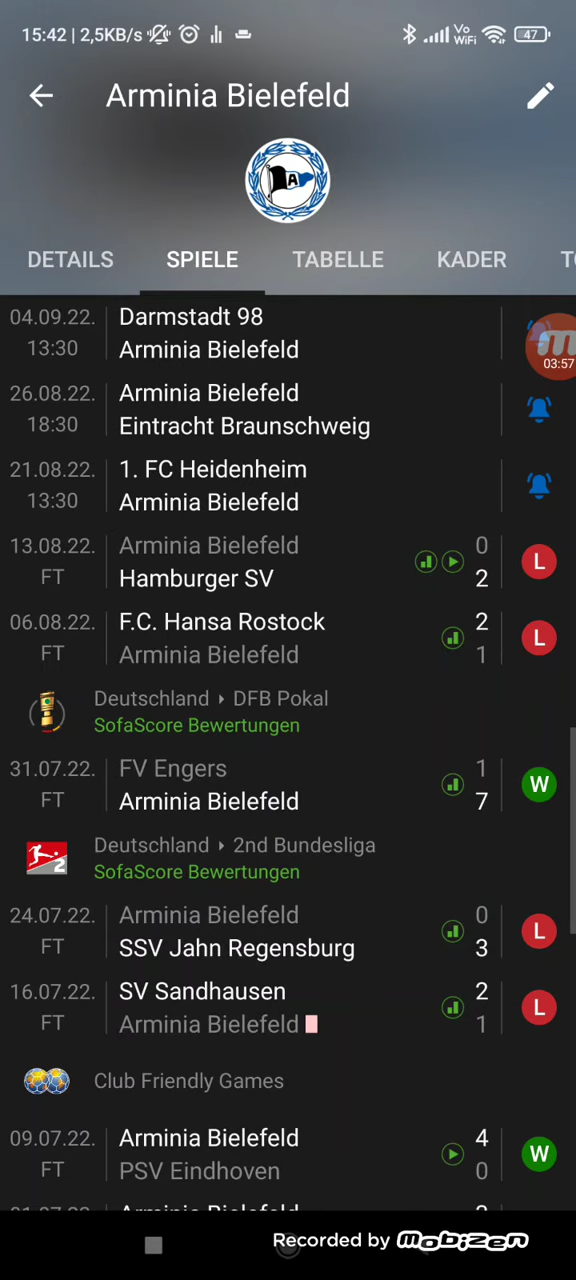 15:42 | 2,5KB/s
Vo
WiFi
47
Arminia Bielefeld
A
DETAILS SPIELE TABELLE KADER
04.09.22. Darmstadt 98
13:30 Arminia Bielefeld
03:57
26.08.22. Arminia Bielefeld
18:30 Eintracht Braunschweig
21.08.22. 1. FC Heidenheim
13:30 Arminia Bielefeld
13.08.22. Arminia Bielefeld 0
FT Hamburger SV 2
L
06.08.22. F.C. Hansa Rostock 2
FT Arminia Bielefeld 1
L
Deutschland DFB Pokal
SofaScore Bewertungen
31.07.22. FV Engers 1
FT Arminia Bielefeld 7
W
2
Deutschland 2nd Bundesliga
SofaScore Bewertungen
24.07.22. Arminia Bielefeld 0
FT SSV Jahn Regensburg 3
L
16.07.22. SV Sandhausen 2
FT Arminia Bielefeld 1
L
Club Friendly Games
09.07.22. Arminia Bielefeld 4
FT PSV Eindhoven 0
W
Arminia Bielefeld
Recorded by Mobizen